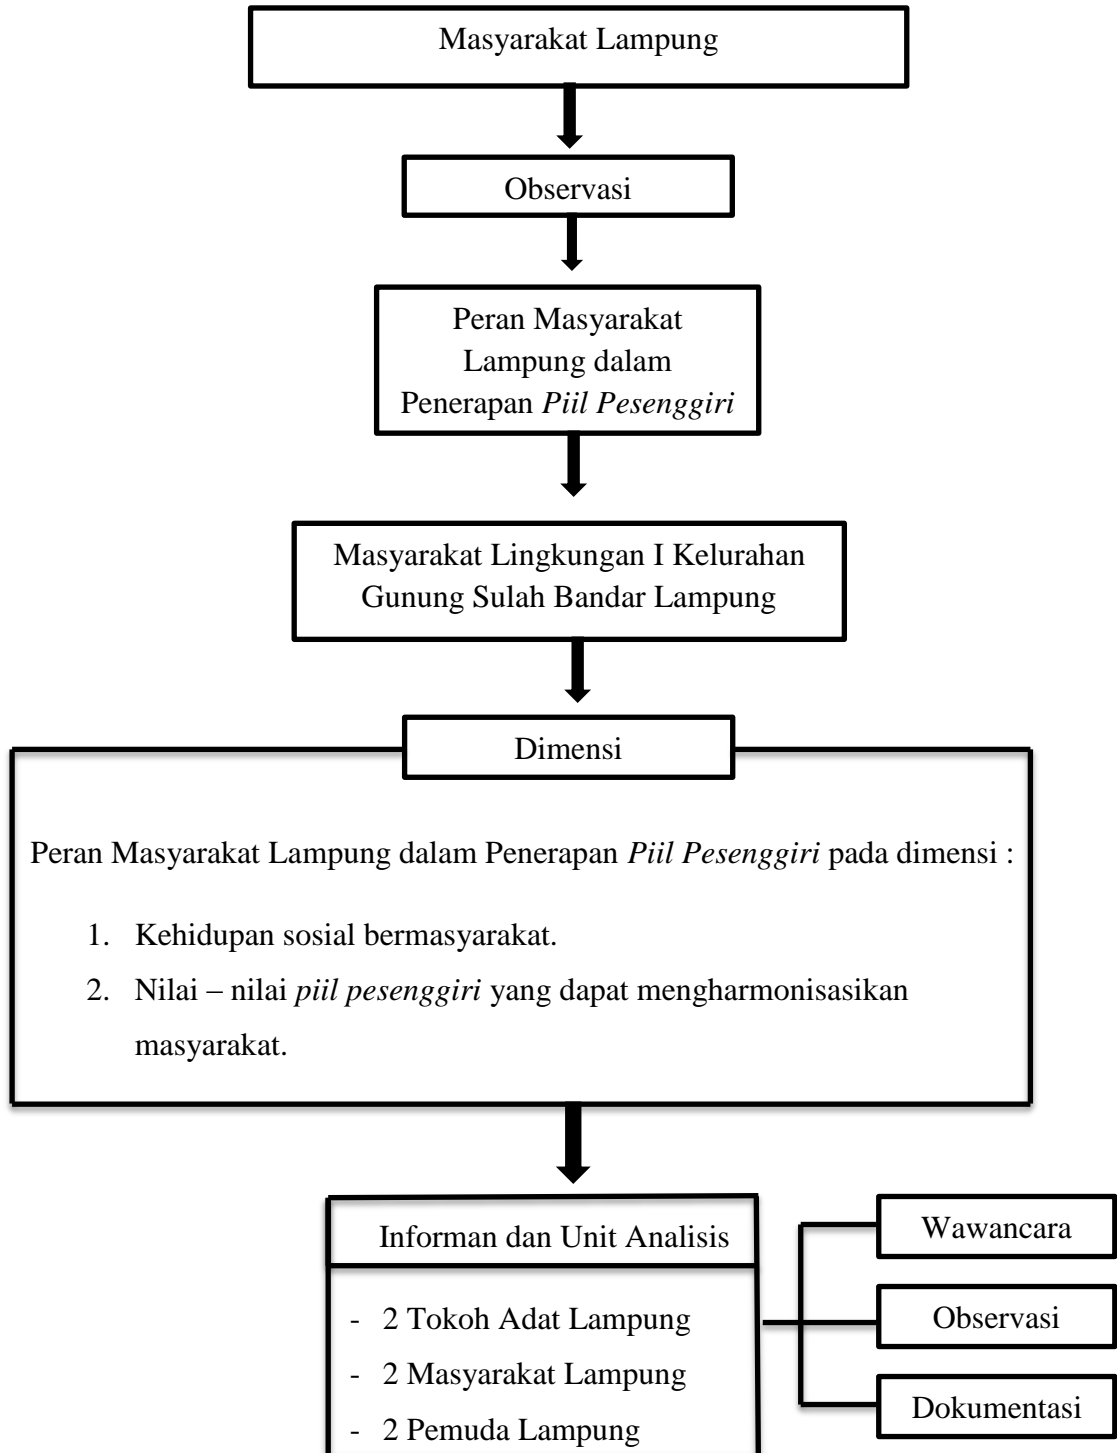 Masyarakat Lampung
Observasi
Peran Masyarakat
Lampung dalam
Penerapan Piil Pesenggiri
Masyarakat Lingkungan I Kelurahan
Gunung Sulah Bandar Lampung
Dimensi
Peran Masyarakat Lampung dalam Penerapan Piil Pesenggiri pada dimensi :
1. Kehidupan sosial bermasyarakat.
2. Nilai – nilai piil pesenggiri yang dapat mengharmonisasikan
masyarakat.
Informan dan Unit Analisis
- 2 Tokoh Adat Lampung
- 2 Masyarakat Lampung
- 2 Pemuda Lampung
Wawancara
Observasi
Dokumentasi